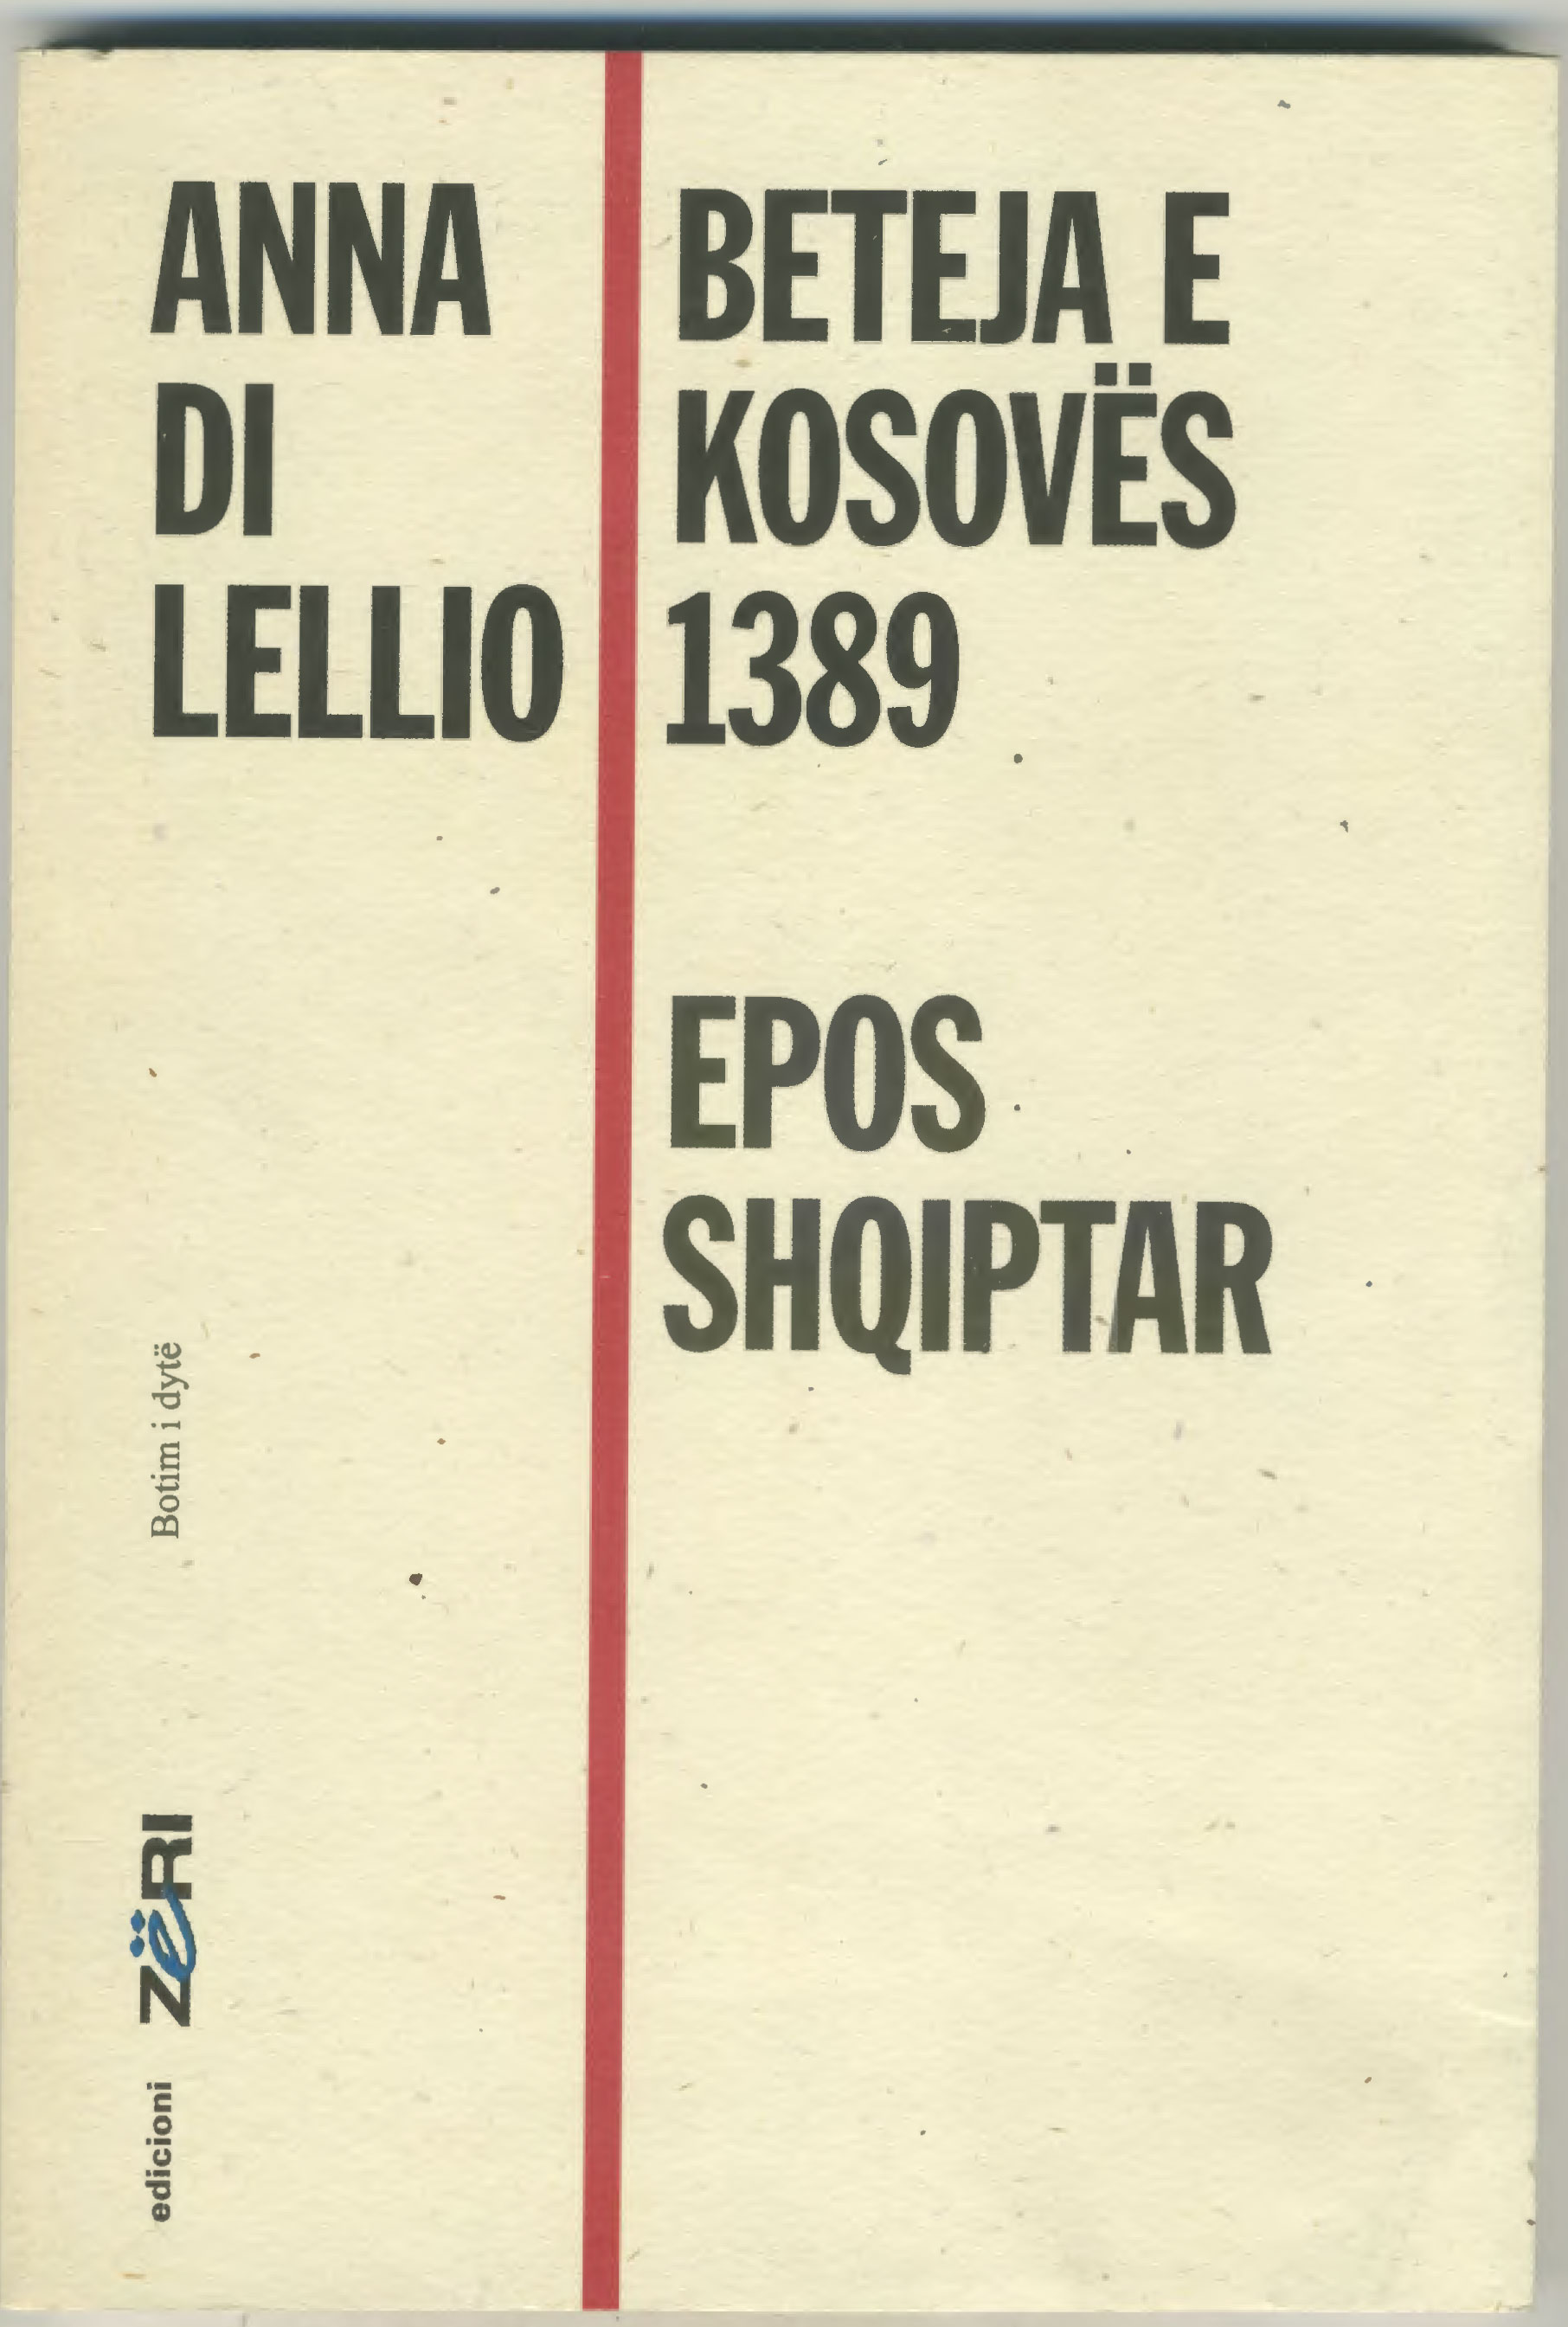 ANNA
DI
LELLIO
BETEJA E
KOSOVËS
1389
EPOS
SHQIPTAR
Botim i dytë
edicioni ZëRI